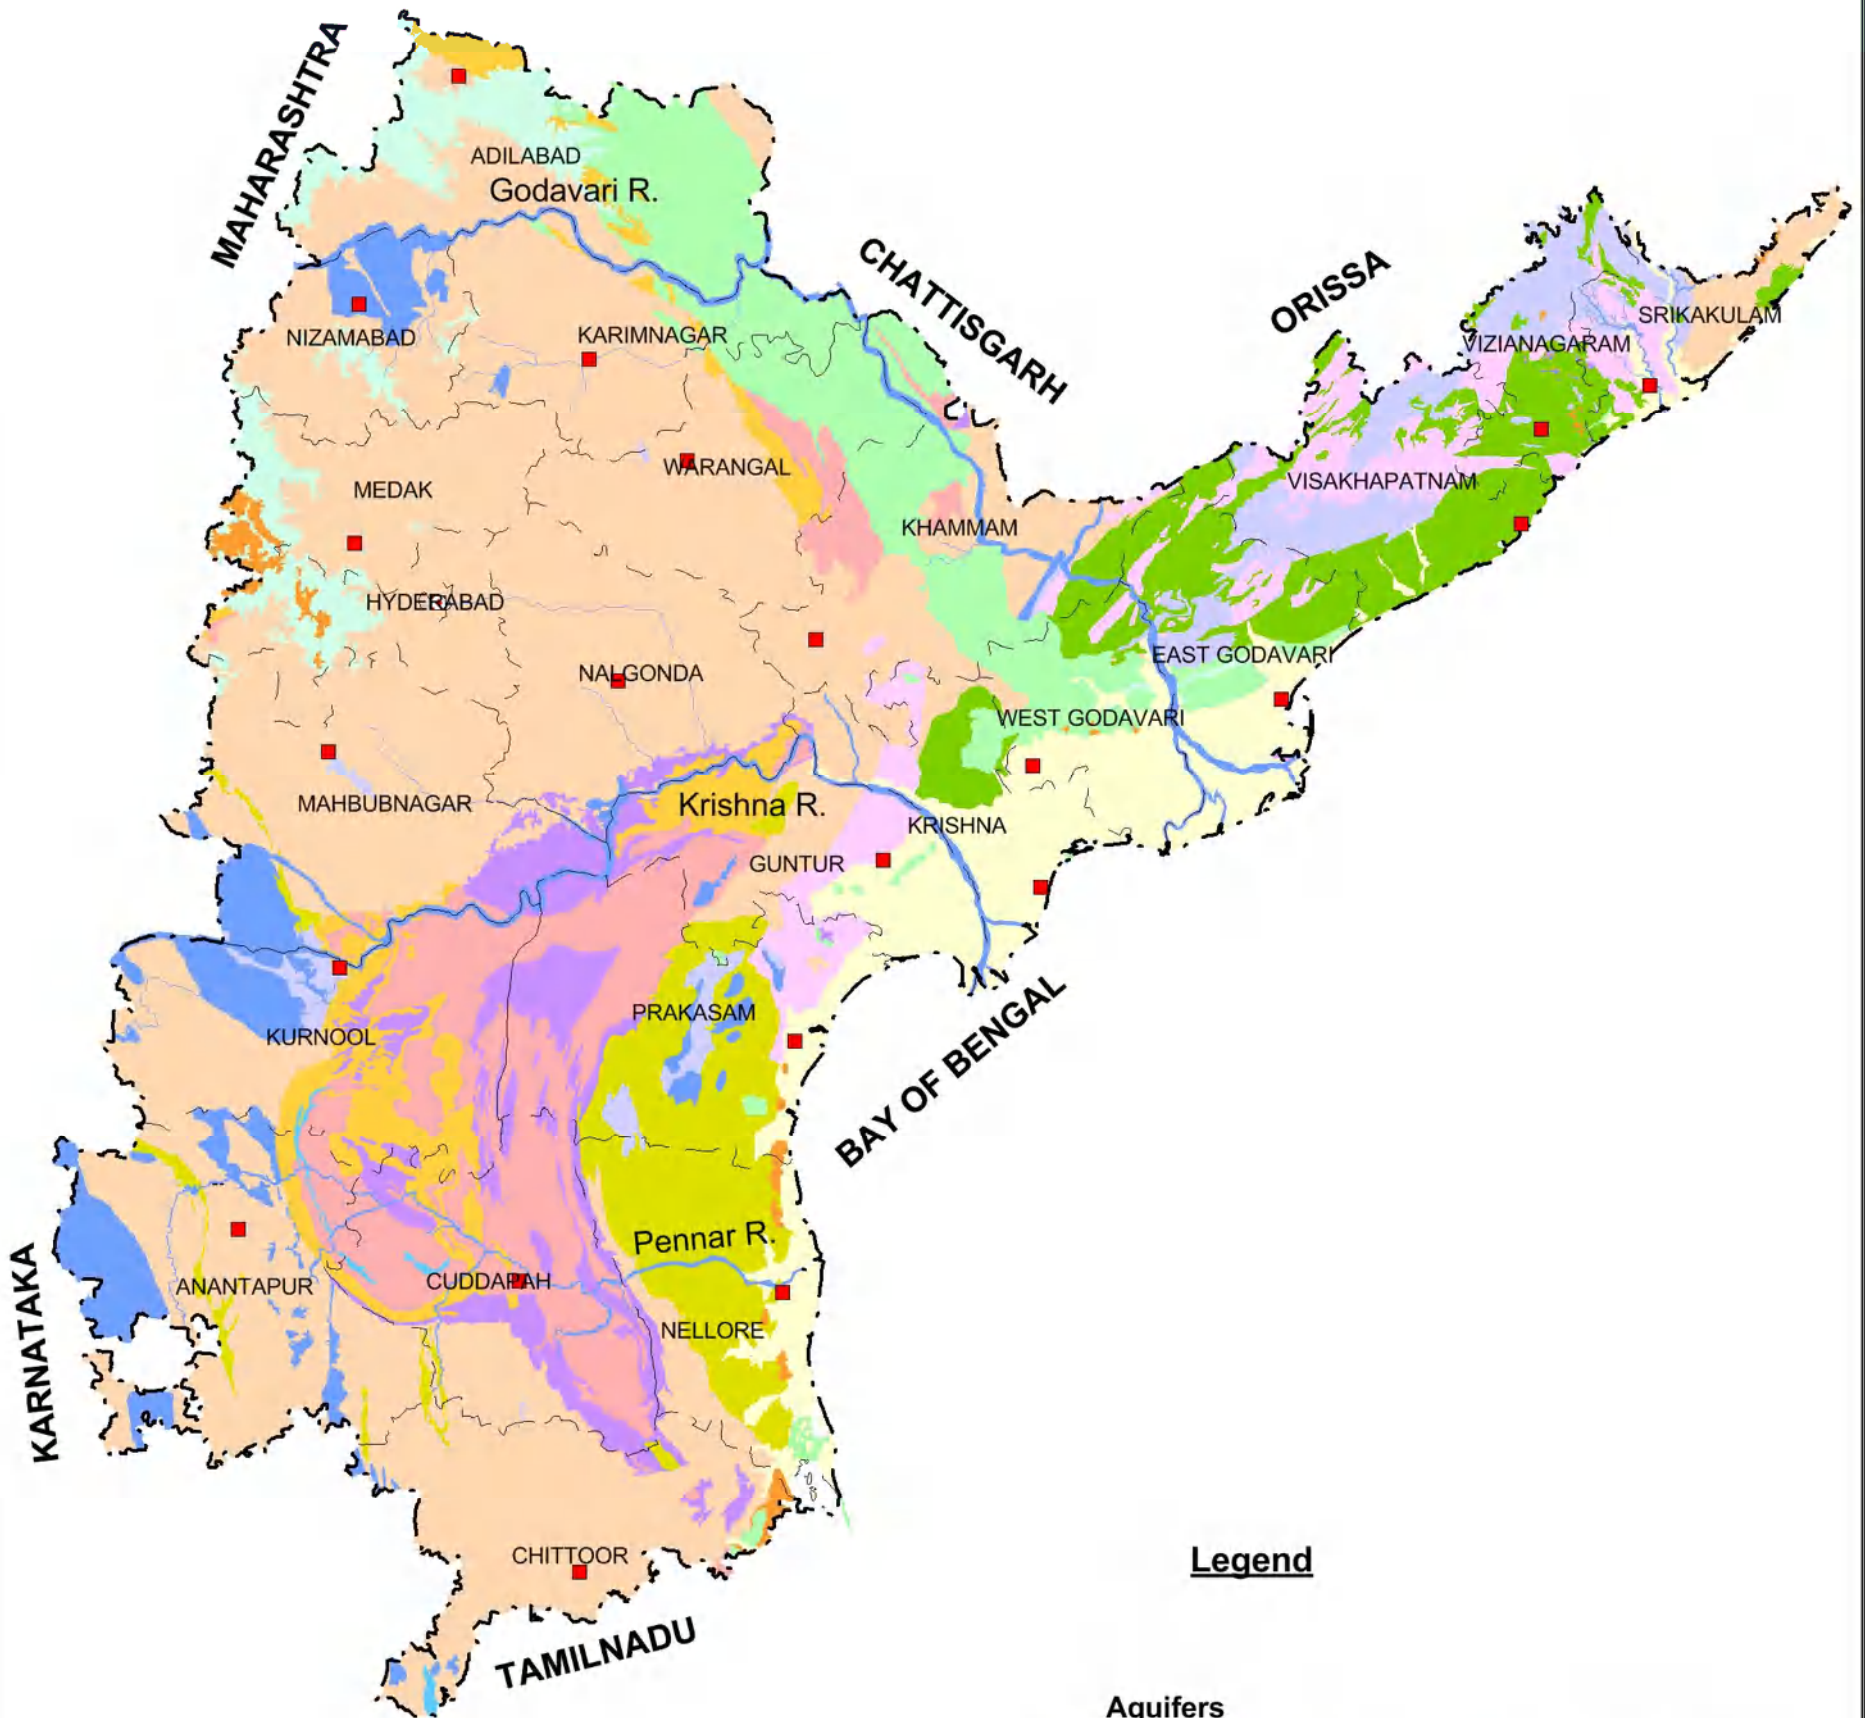 MAHARASHTRA
ADILABAD
Godavari R.
CHATTISGARH
ORISSA
NIZAMABAD
KARIMNAGAR
SRIKAKULAM
VIZIANAGARAM
WARANGAL
MEDAK
VISAKHAPATNAM
KHAMMAM
HYDERABAD
NALGONDA
EAST GODAVARI
WEST GODAVARI
MAHBUBNAGAR
Krishna R.
KRISHNA
GUNTUR
PRAKASAM
KURNOOL
BAY OF BENGAL
Pennar R.
KARNATAKA
ANANTAPUR
CUDDAPAH
NELLORE
CHITTOOR
Legend
TAMILNADU
Aquifers